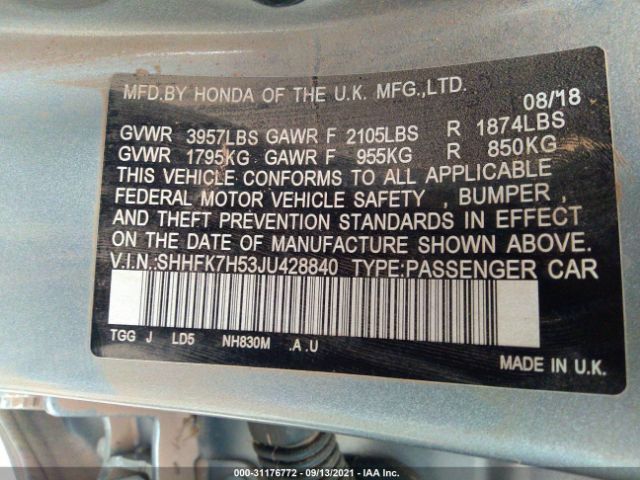 MFD.BY HONDA OF THE U.K. MFG.,LTD. 08/18
GVWR 3957LBS GAWR F 2105LBS R 1874LBS
GVWR 1795KG GAWR F 955KG R 850KG
THIS VEHICLE CONFORMS TO ALL APPLICABLE
FEDERAL MOTOR VEHICLE SAFETY , BUMPER ,
AND THEFT PREVENTION STANDARDS IN EFFECT
ON THE DATE OF MANUFACTURE SHOWN ABOVE.
V.I.N.:SHHFK7H53JU428840 TYPE:PASSENGER CAR
TGG J LD5 NH830M .A .U
MADE IN U.K.
000-31176772 — 09/13/2021 — IAA Inc.